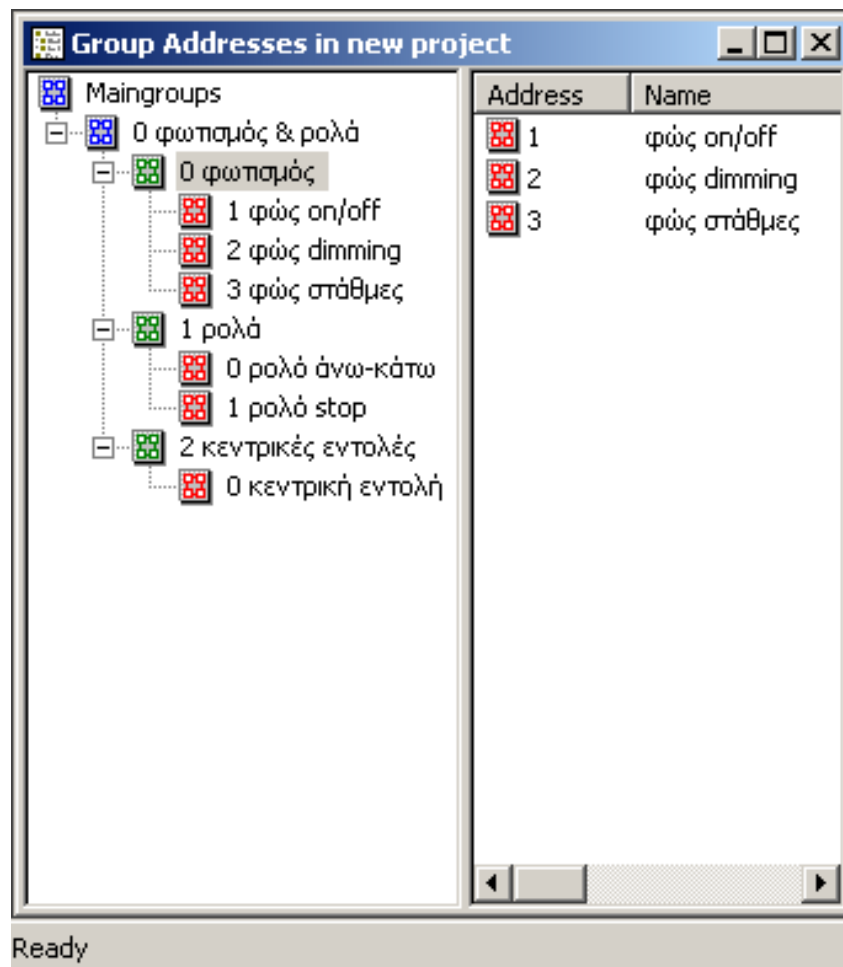 Group Addresses in new project
Maingroups
0 φωτισμός & ρολά
0 φωτισμός
1 φώς on/off
2 φώς dimming
3 φώς στάθμες
1 ρολά
0 ρολό άνω-κάτω
1 ρολό stop
2 κεντρικές εντολές
0 κεντρική εντολή
Address Name
1 φώς on/off
2 φώς dimming
3 φώς στάθμες
Ready